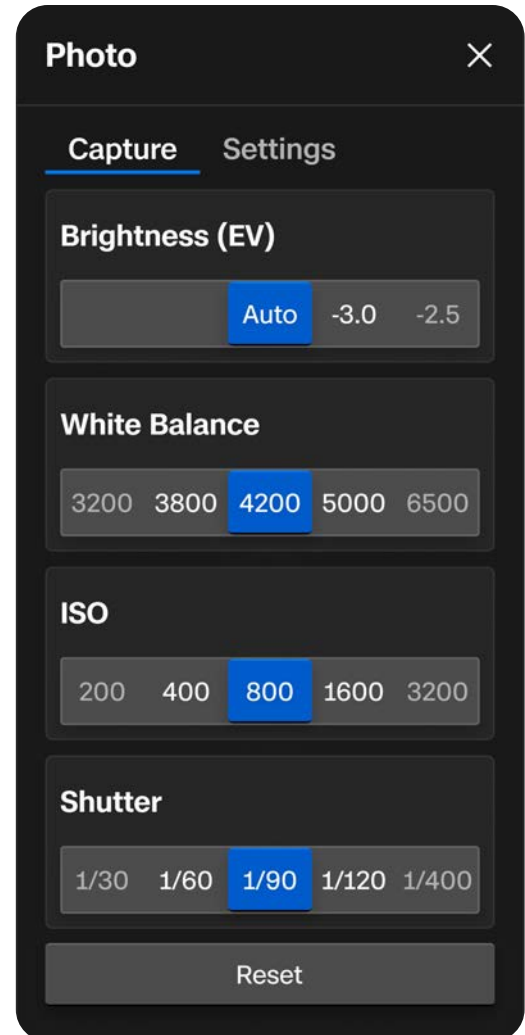 Photo
Capture Settings
Brightness (EV)
Auto -3.0 -2.5
White Balance
3200 3800 4200 5000 6500
ISO
200 400 800 1600 3200
Shutter
1/30 1/60 1/90 1/120 1/400
Reset